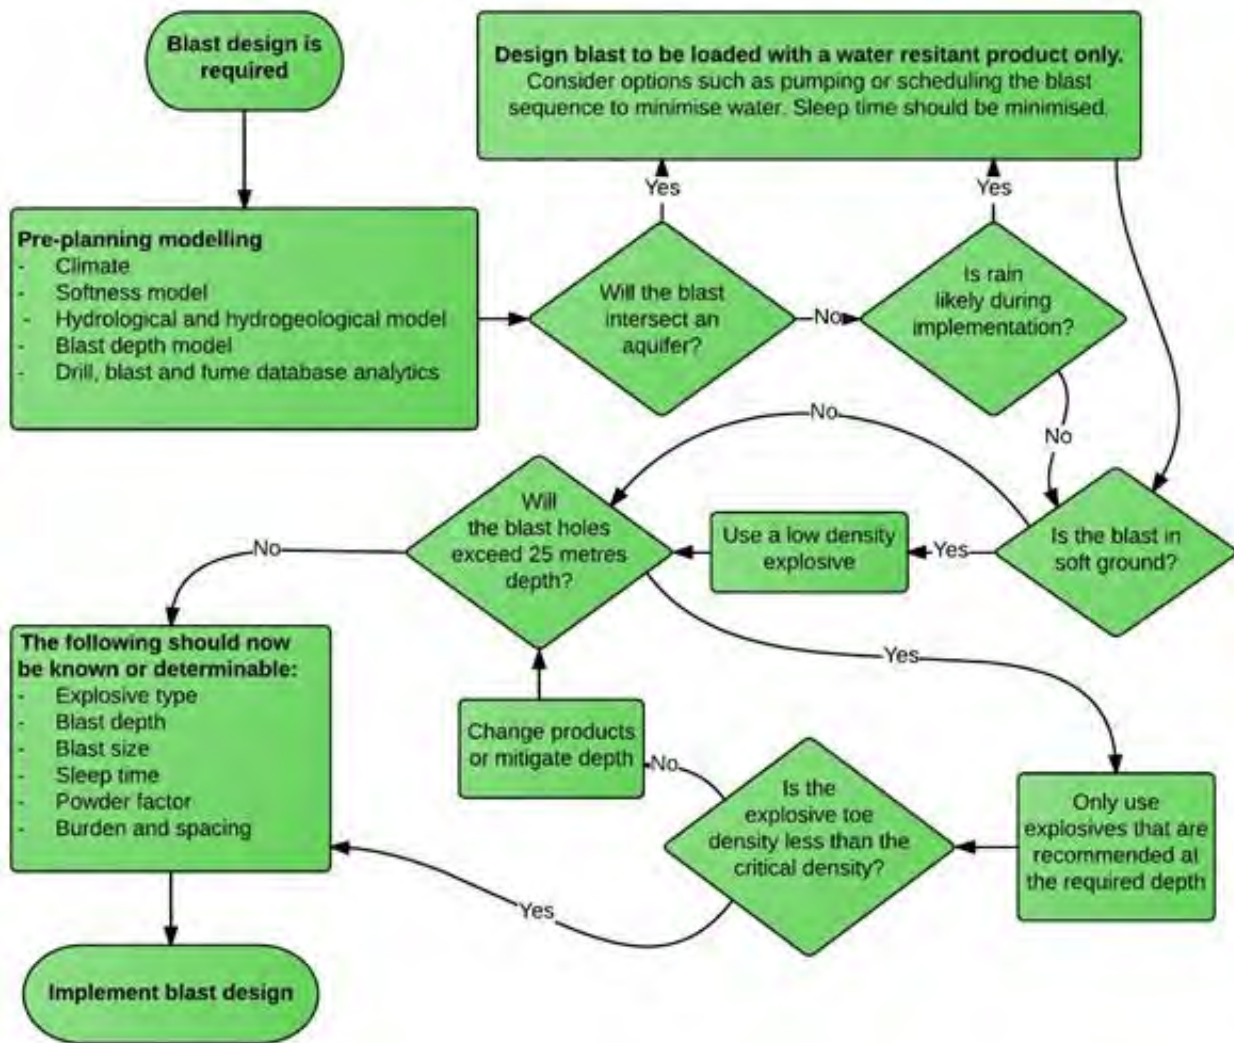 Blast design is
required
Design blast to be loaded with a water resitant product only.
Consider options such as pumping or scheduling the blast
sequence to minimise water. Sleep time should be minimised.
Yes
Yes
Pre-planning modelling
- Climate
- Softness model
- Hydrological and hydrogeological model
- Blast depth model
- Drill, blast and fume database analytics
Will the blast
intersect an
aquifer?
No
Is rain
likely during
implementation?
No
No
Will
the blast holes
exceed 25 metres
depth?
Use a low density
explosive
Yes
Is the blast in
soft ground?
No
Yes
The following should now
be known or determinable:
- Explosive type
- Blast depth
- Blast size
- Sleep time
- Powder factor
- Burden and spacing
Change products
or mitigate depth
No
Is the
explosive toe
density less than the
critical density?
Only use
explosives that are
recommended at
the required depth
Yes
Implement blast design